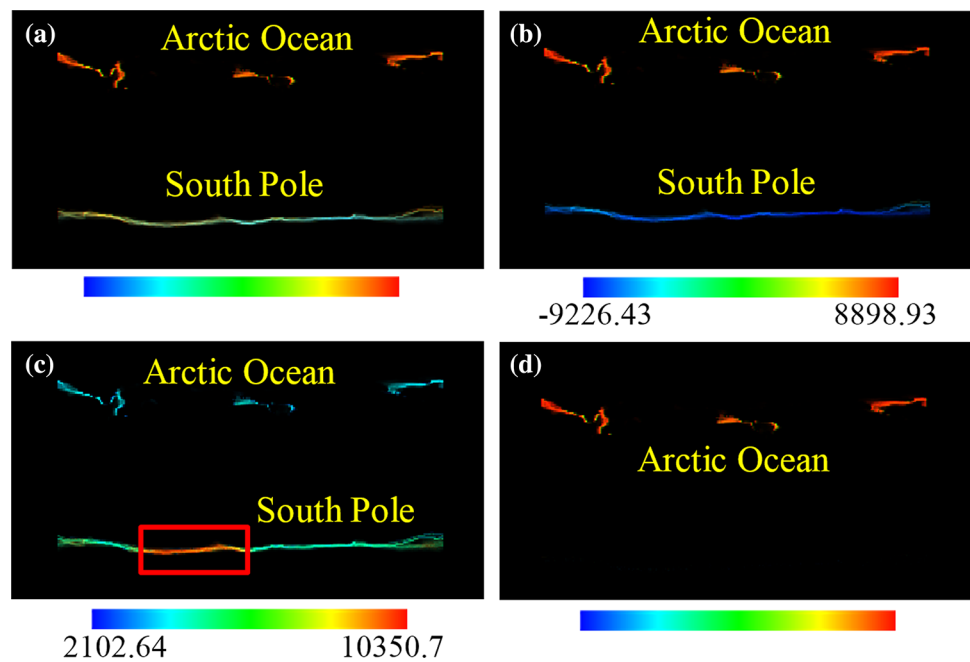 (a)
Arctic Ocean
South Pole
(b)
Arctic Ocean
South Pole
-9226.43 8898.93
(c)
Arctic Ocean
South Pole
2102.64 10350.7
(d)
Arctic Ocean